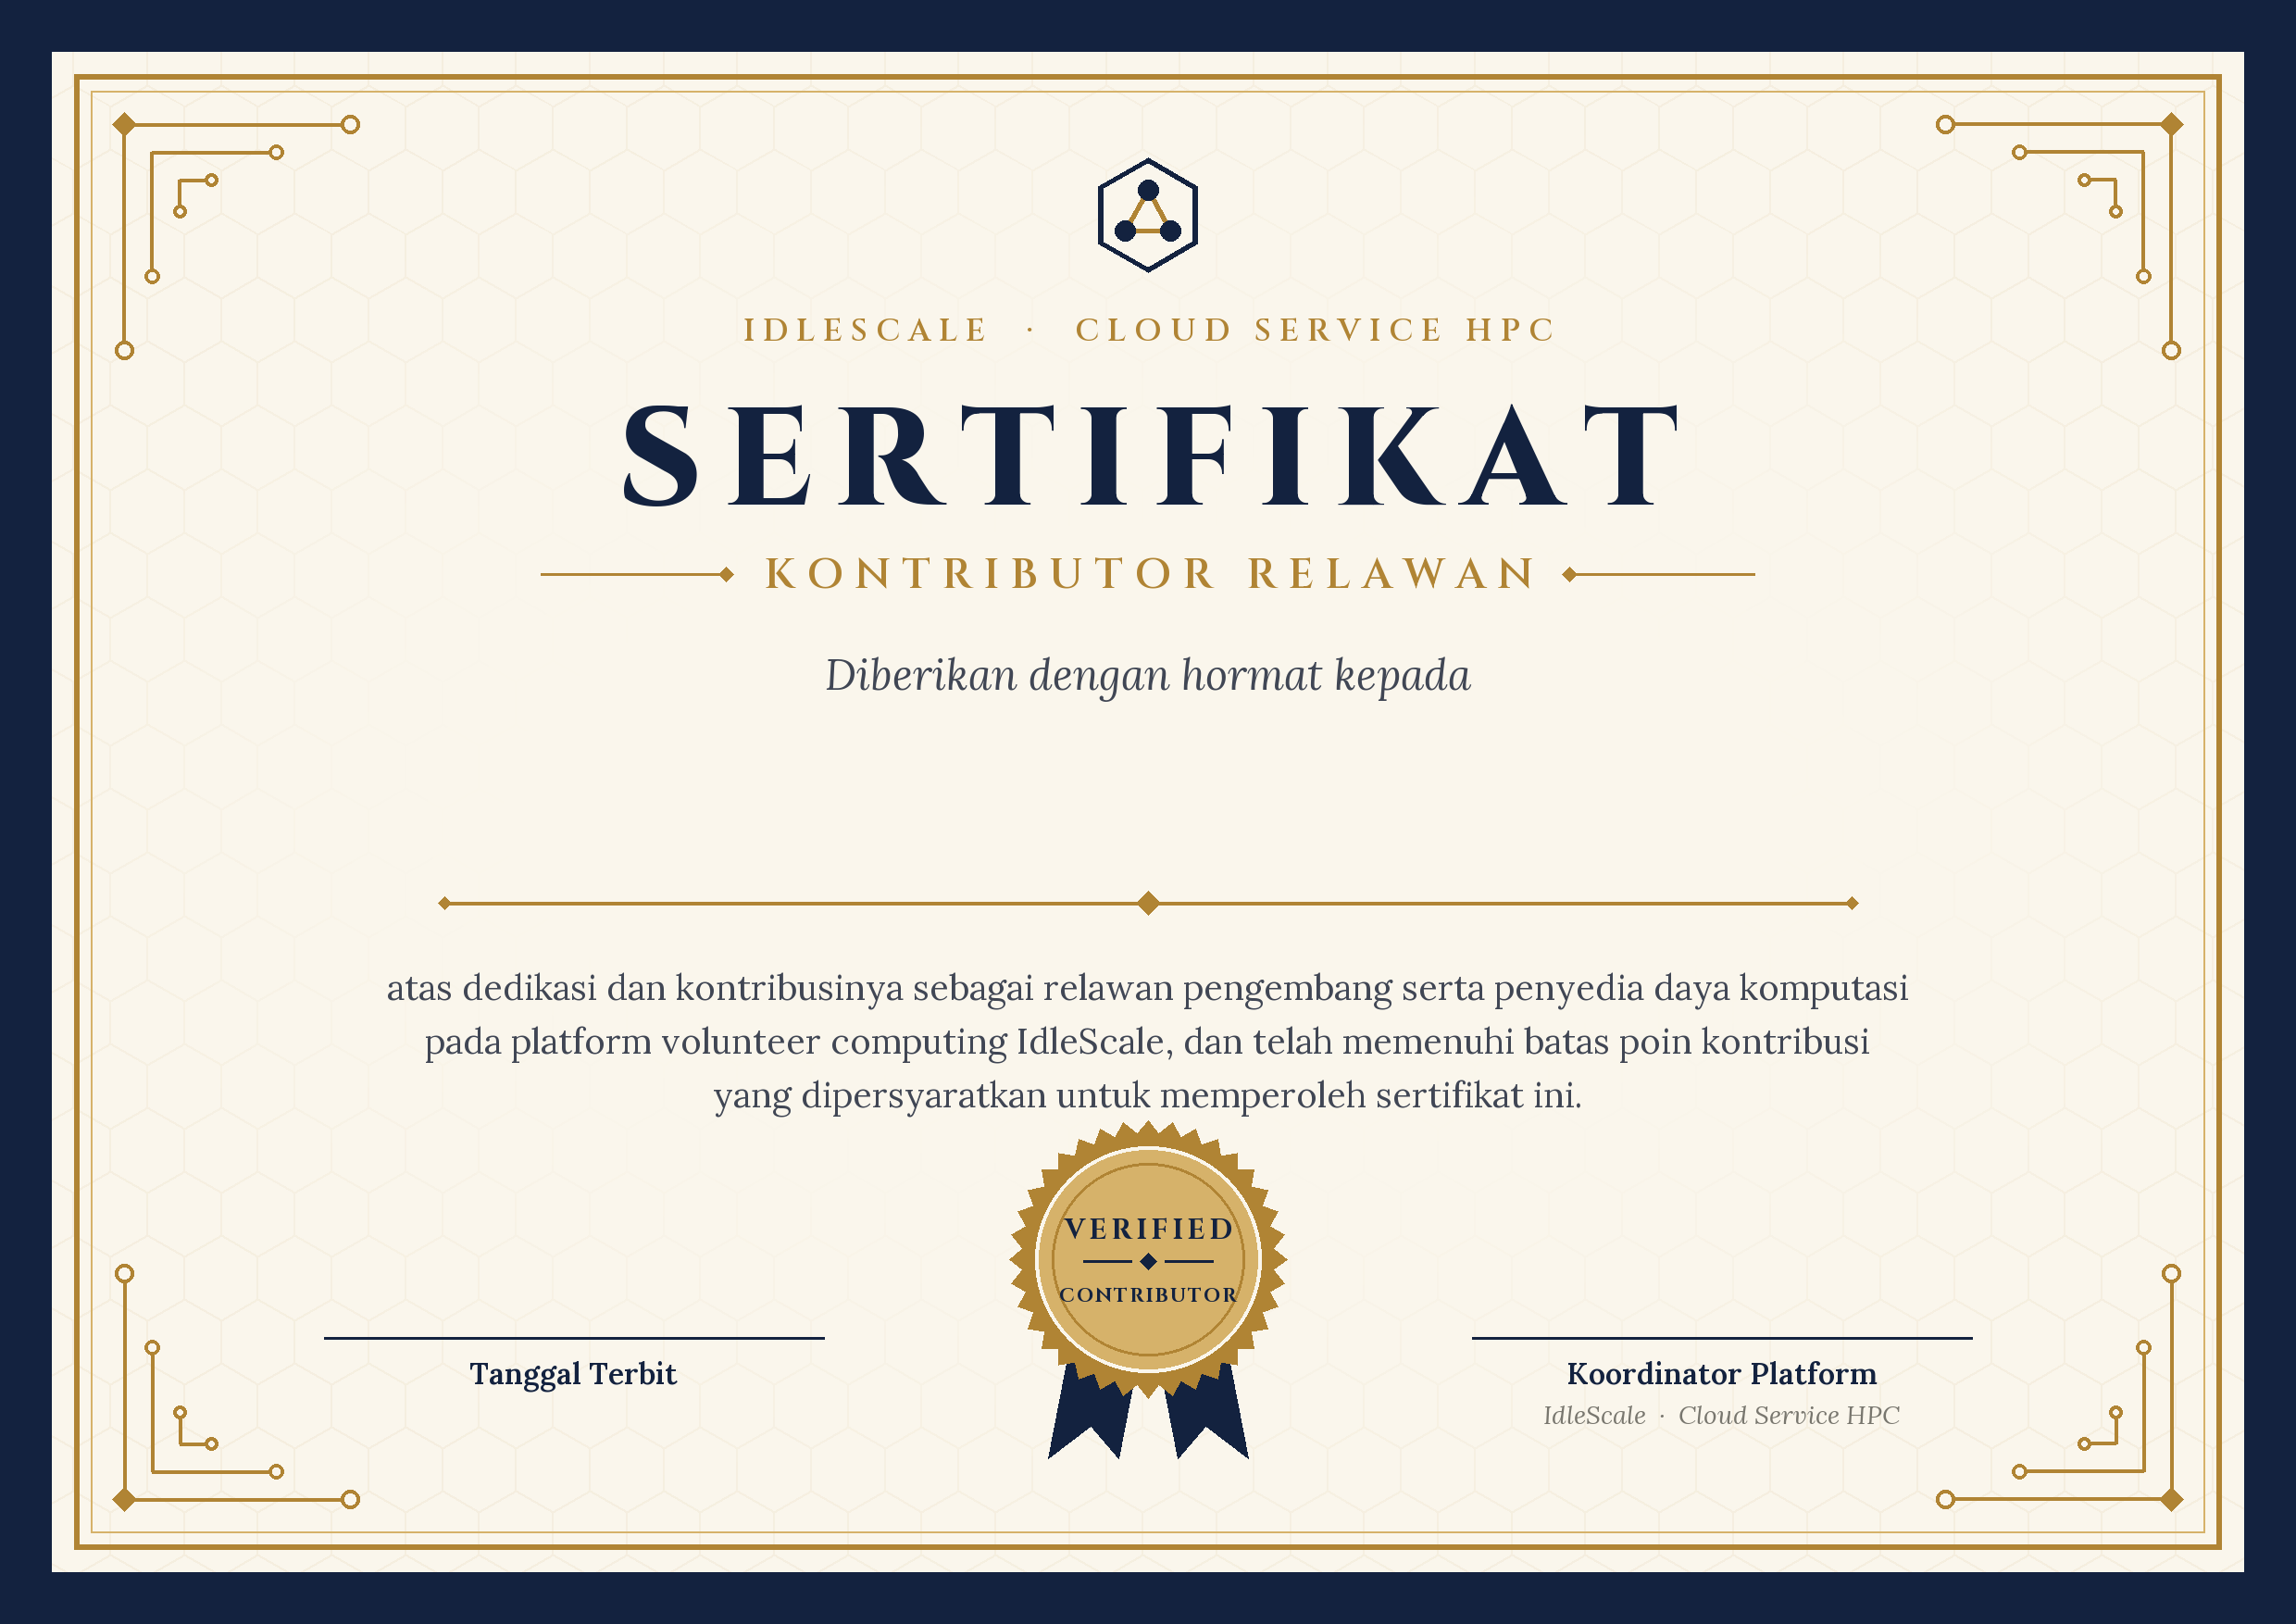 IDLESCALE · CLOUD SERVICE HPC
SERTIFIKAT
KONTRIBUTOR RELAWAN
Diberikan dengan hormat kepada
atas dedikasi dan kontribusinya sebagai relawan pengembang serta penyedia daya komputasi
pada platform volunteer computing IdleScale, dan telah memenuhi batas poin kontribusi
yang dipersyaratkan untuk memperoleh sertifikat ini.
VERIFIED
CONTRIBUTOR
Tanggal Terbit
Koordinator Platform
IdleScale · Cloud Service HPC